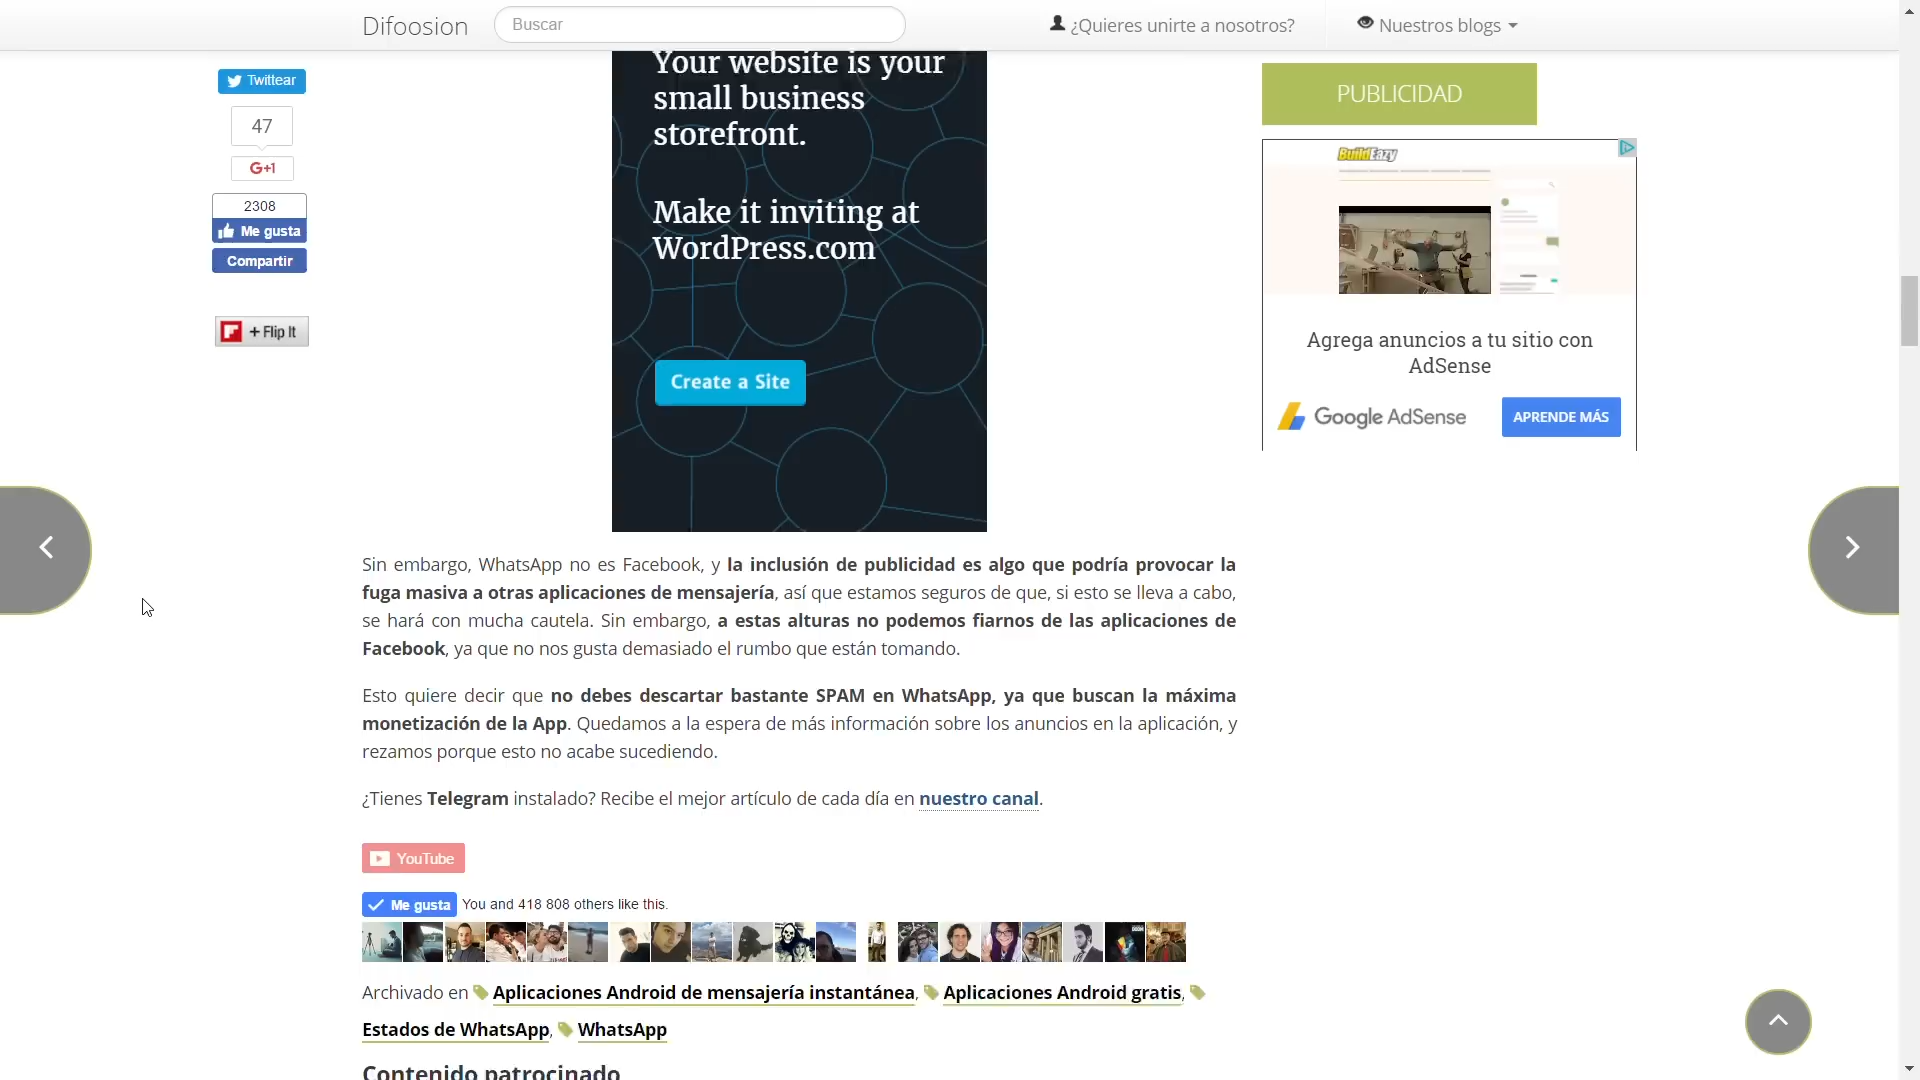 Difoosion
Buscar
¿Quieres unirte a nosotros?
Nuestros blogs
Twittear
47
G+1
2308
Me gusta
Compartir
+ Flip It
Your website is your
small business
storefront.
Make it inviting at
WordPress.com
Create a Site
PUBLICIDAD
BuildEazy
Agrega anuncios a tu sitio con
AdSense
Google AdSense
APRENDE MÁS
Sin embargo, WhatsApp no es Facebook, y la inclusión de publicidad es algo que podría provocar la
fuga masiva a otras aplicaciones de mensajería, así que estamos seguros de que, si esto se lleva a cabo,
se hará con mucha cautela. Sin embargo, a estas alturas no podemos fiarnos de las aplicaciones de
Facebook, ya que no nos gusta demasiado el rumbo que están tomando.
Esto quiere decir que no debes descartar bastante SPAM en WhatsApp, ya que buscan la máxima
monetización de la App. Quedamos a la espera de más información sobre los anuncios en la aplicación, y
rezamos porque esto no acabe sucediendo.
¿Tienes Telegram instalado? Recibe el mejor artículo de cada día en nuestro canal.
YouTube
Me gusta You and 418 808 others like this.
Archivado en Aplicaciones Android de mensajería instantánea, Aplicaciones Android gratis,
Estados de WhatsApp, WhatsApp
Contenido patrocinado